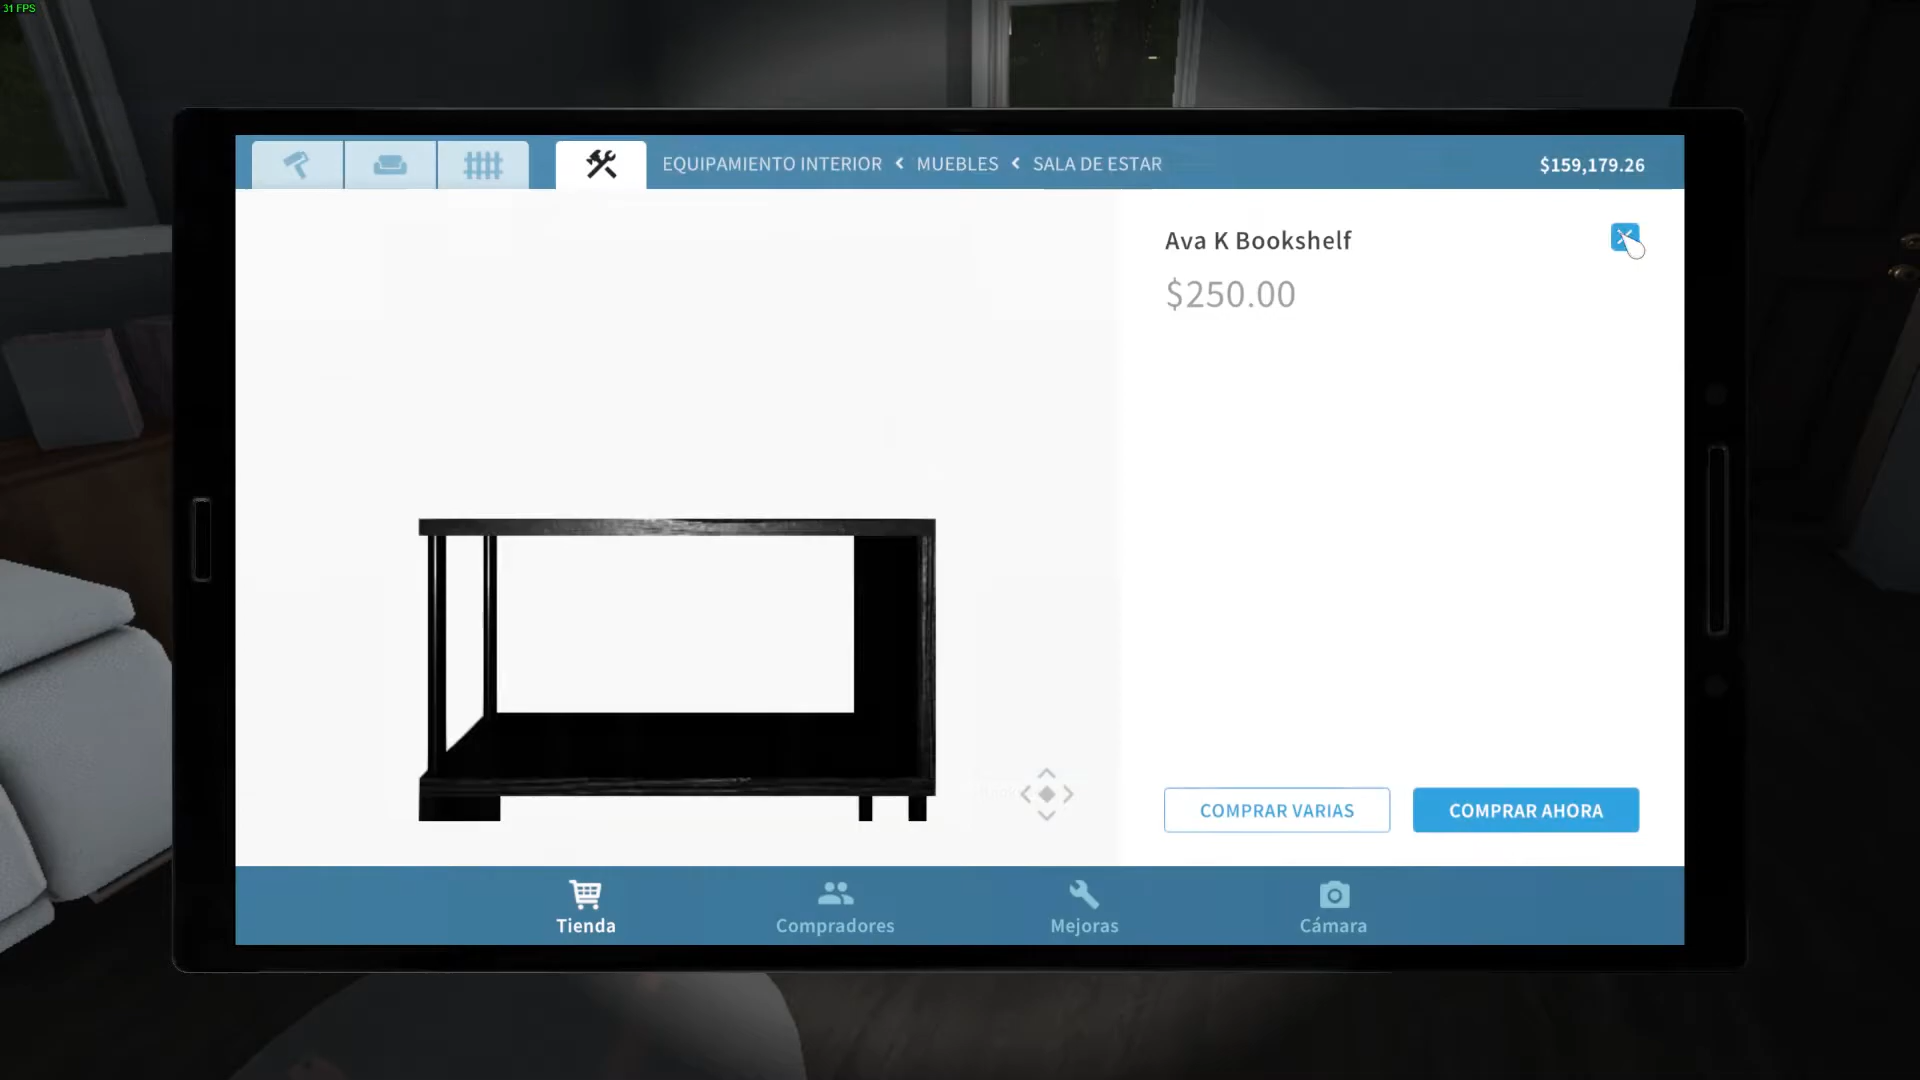 31 FPS
EQUIPAMIENTO INTERIOR < MUEBLES < SALA DE ESTAR
$159,179.26
Ava K Bookshelf
$250.00
COMPRAR VARIAS
COMPRAR AHORA
Tienda
Compradores
Mejoras
Cámara